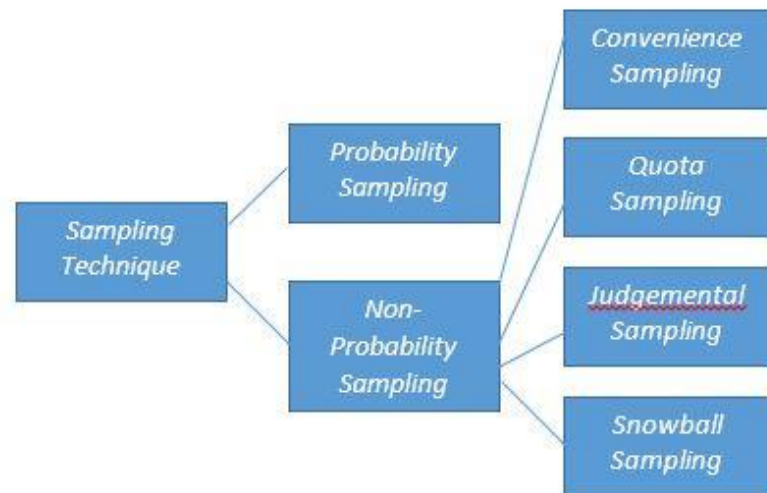 Sampling
Technique
Probability
Sampling
Non-
Probability
Sampling
Convenience
Sampling
Quota
Sampling
Judgemental
Sampling
Snowball
Sampling